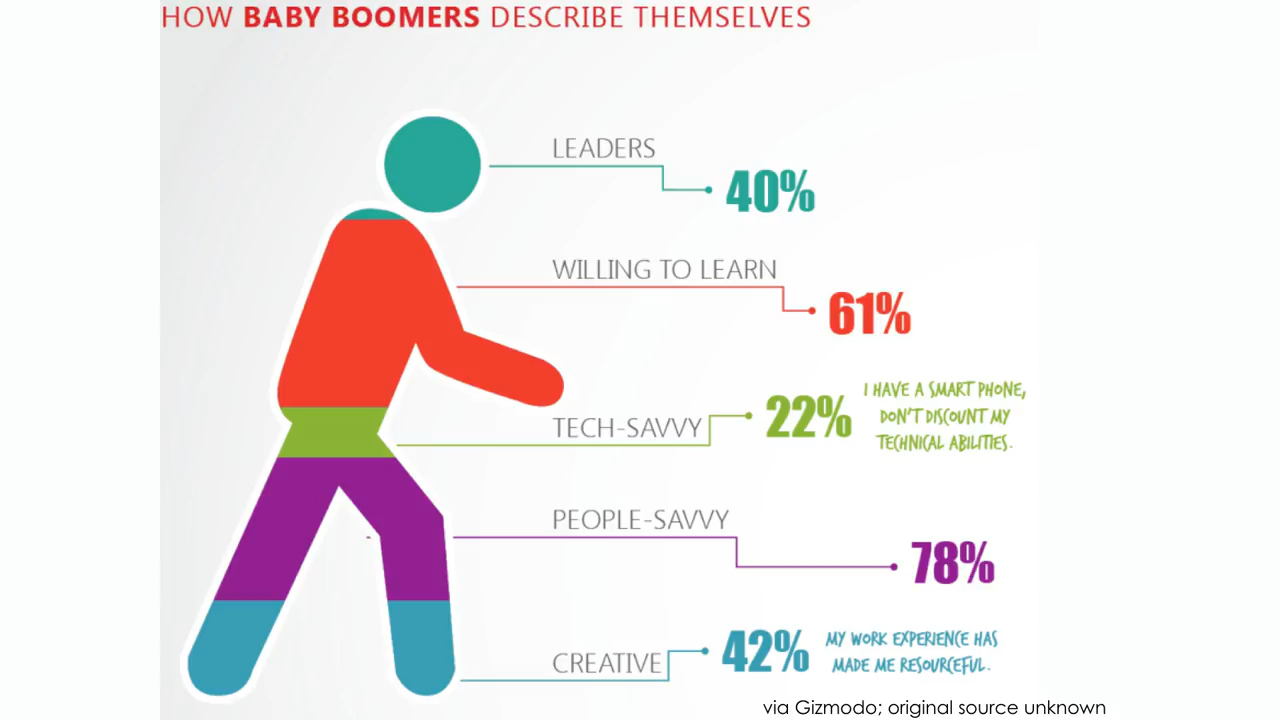 HOW BABY BOOMERS DESCRIBE THEMSELVES
LEADERS
40%
WILLING TO LEARN
61%
TECH-SAVVY
22%
I HAVE A SMART PHONE,
DON'T DISCOUNT MY
TECHNICAL ABILITIES.
PEOPLE-SAVVY
78%
CREATIVE
42%
MY WORK EXPERIENCE HAS
MADE ME RESOURCEFUL.
via Gizmodo; original source unknown